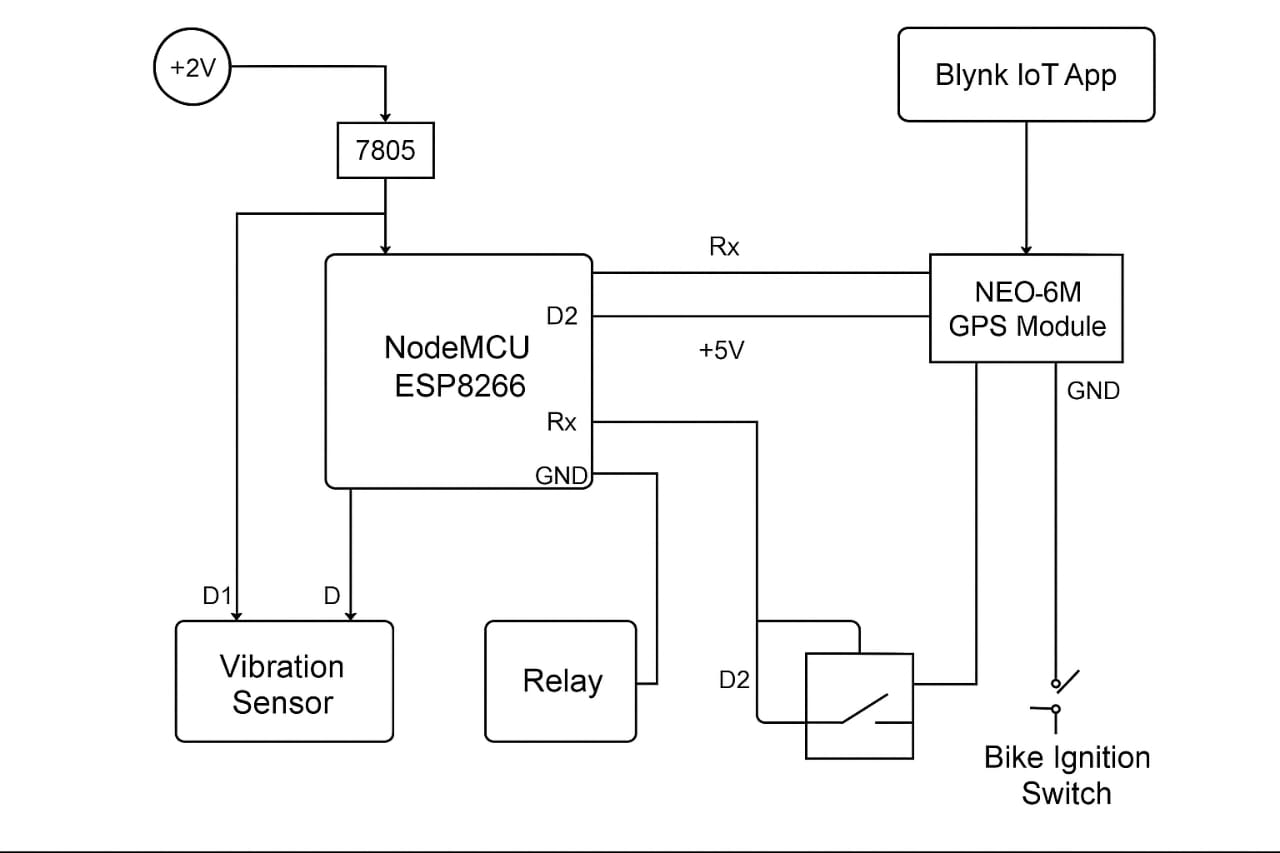 +2V
Blynk IoT App
7805
Rx
NEO-6M
GPS Module
D2
NodeMCU
ESP8266
+5V
GND
Rx
GND
D1
D
Vibration
Sensor
Relay
D2
Bike Ignition
Switch